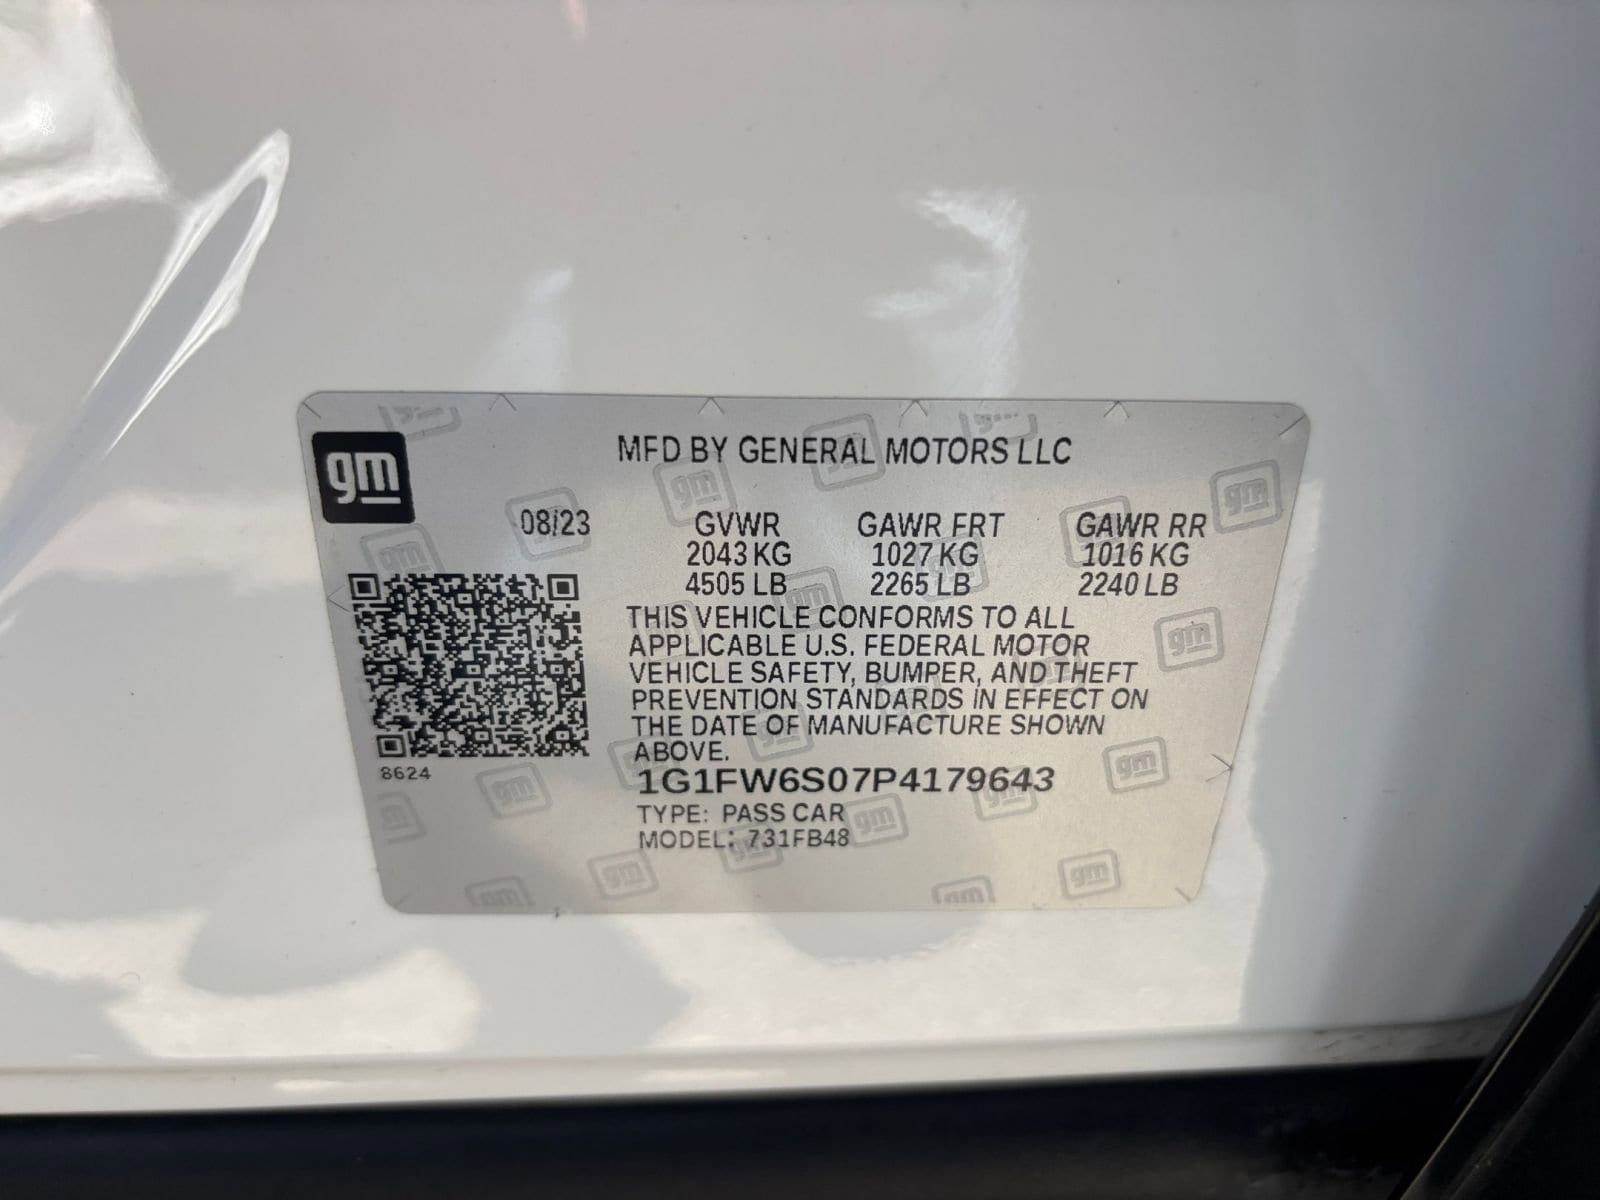 gm
MFD BY GENERAL MOTORS LLC
08/23 GVWR GAWR FRT GAWR RR
2043 KG 1027 KG 1016 KG
4505 LB 2265 LB 2240 LB
THIS VEHICLE CONFORMS TO ALL
APPLICABLE U.S. FEDERAL MOTOR
VEHICLE SAFETY, BUMPER, AND THEFT
PREVENTION STANDARDS IN EFFECT ON
THE DATE OF MANUFACTURE SHOWN
ABOVE.
8624
1G1FW6S07P4179643
TYPE: PASS CAR
MODEL: 731FB48